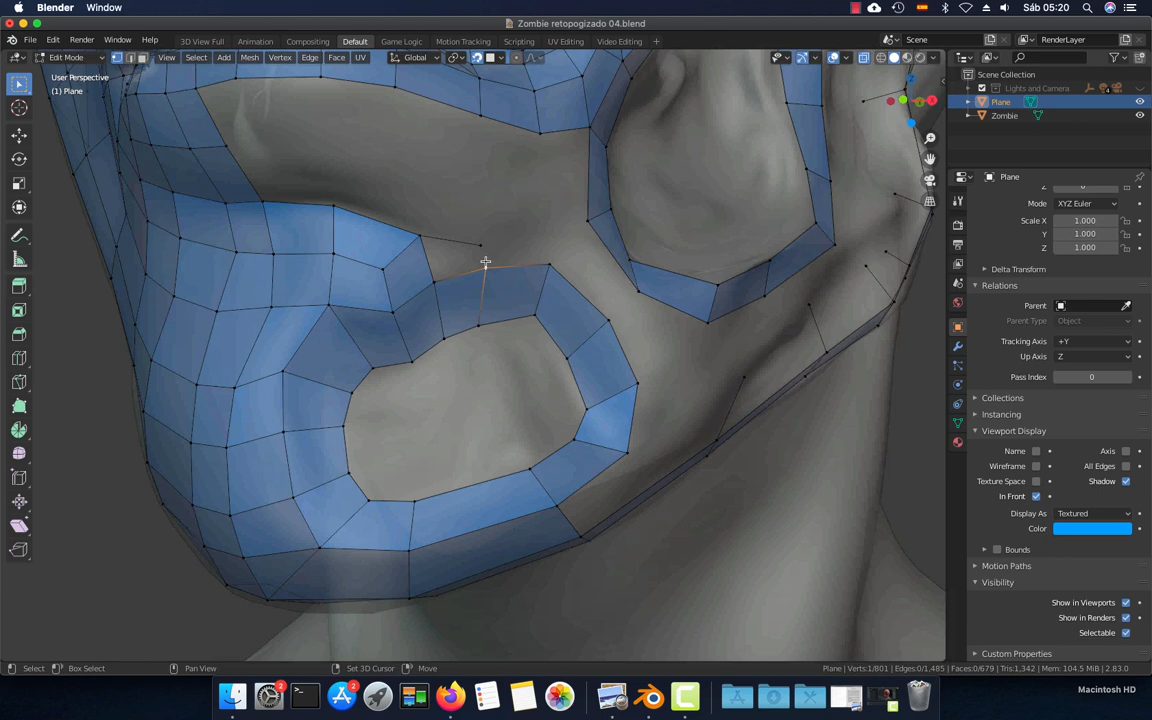 Blender Window Sáb 05:20
Zombie retopogizado 04.blend
File Edit Render Window Help 3D View Full Animation Compositing Default Game Logic Motion Tracking Scripting UV Editing Video Editing + Scene RenderLayer
Edit Mode View Select Add Mesh Vertex Edge Face UV Global
User Perspective
(1) Plane
Scene Collection
Lights and Camera 4
Plane
Zombie
Plane
Z 0
Mode XYZ Euler
Scale X 1.000
Y 1.000
Z 1.000
Delta Transform
Relations
Parent
Parent Type Object
Tracking Axis +Y
Up Axis Z
Pass Index 0
Collections
Instancing
Viewport Display
Name Axis
Wireframe All Edges
Texture Space Shadow
In Front
Display As Textured
Color
Bounds
Motion Paths
Visibility
Show in Viewports
Show in Renders
Selectable
Custom Properties
Select Box Select Pan View Set 3D Cursor Move Plane | Verts:1/801 | Edges:0/1,485 | Faces:0/679 | Tris:1,342 | Mem: 104.5 MiB | 2.83.0
2 2
Macintosh HD